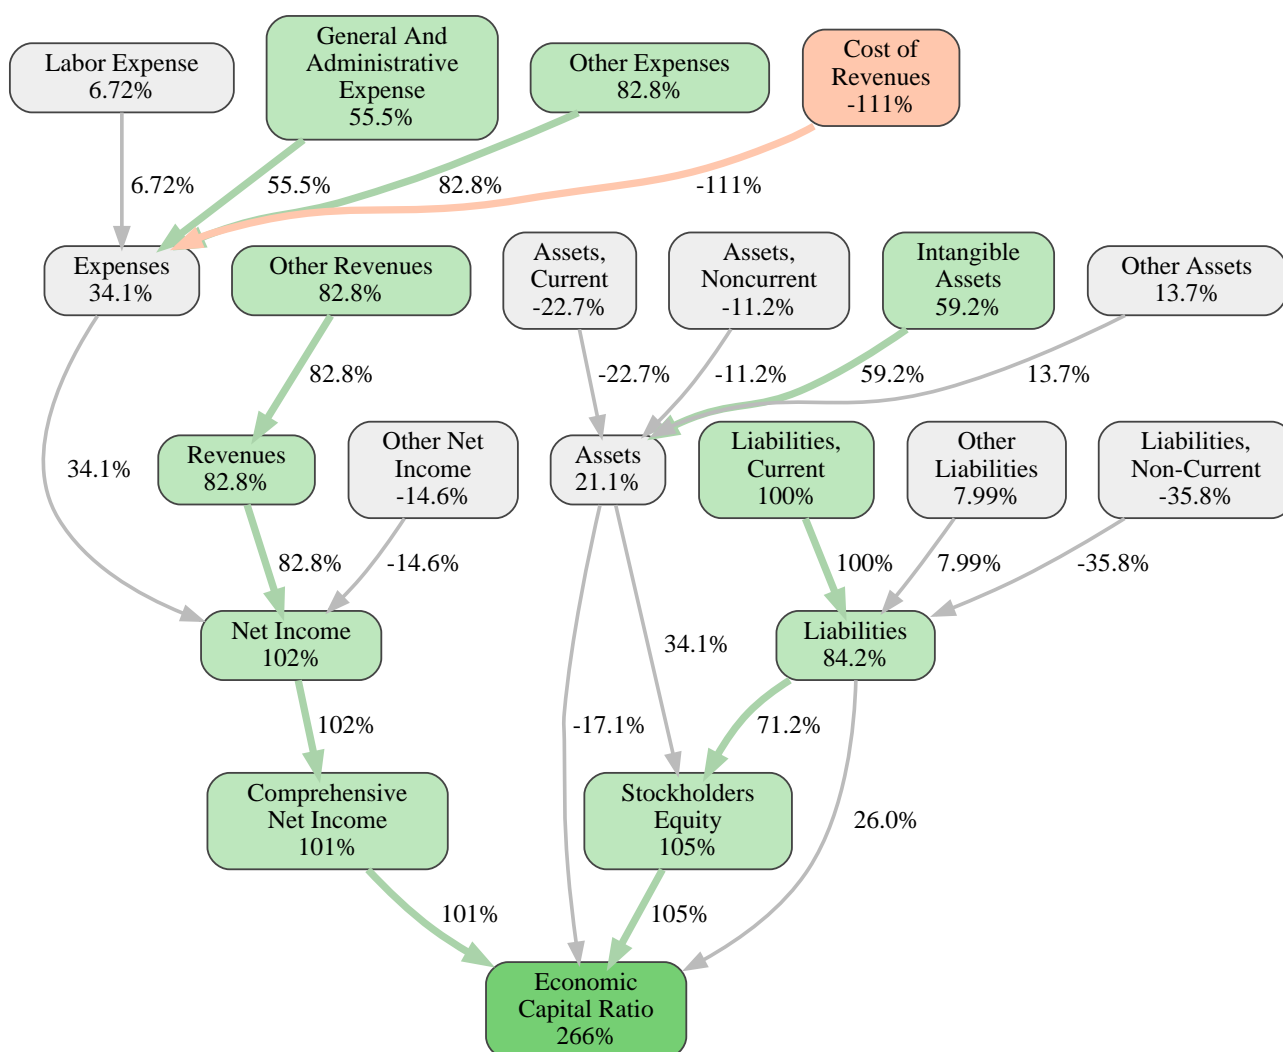 Labor Expense
6.72%
General And
Administrative
Expense
55.5%
Other Expenses
82.8%
Cost of
Revenues
-111%
6.72%
55.5%
82.8%
-111%
Expenses
34.1%
Other Revenues
82.8%
Assets,
Current
-22.7%
Assets,
Noncurrent
-11.2%
Intangible
Assets
59.2%
Other Assets
13.7%
82.8%
-22.7%
-11.2%
59.2%
13.7%
34.1%
Revenues
82.8%
Other Net
Income
-14.6%
Assets
21.1%
Liabilities,
Current
100%
Other
Liabilities
7.99%
Liabilities,
Non-Current
-35.8%
82.8%
-14.6%
100%
7.99%
-35.8%
Net Income
102%
34.1%
Liabilities
84.2%
102%
-17.1%
71.2%
Comprehensive
Net Income
101%
Stockholders
Equity
105%
26.0%
101%
105%
Economic
Capital Ratio
266%